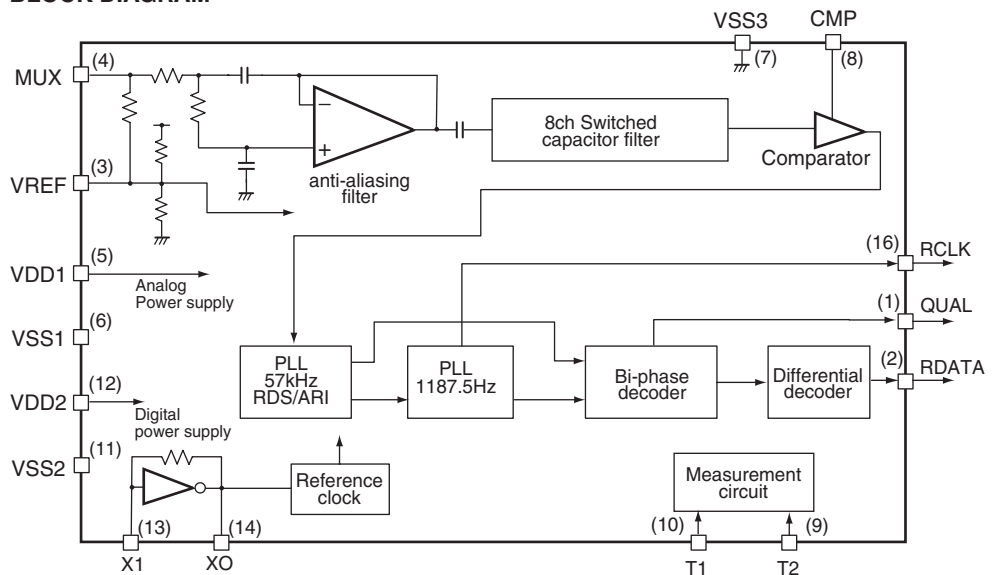 BLOCK DIAGRAM
VSS3
CMP
(7)
(8)
MUX
(4)
8ch Switched
capacitor filter
Comparator
anti-aliasing
filter
VREF
(3)
VDD1
(5)
Analog
Power supply
(16)
RCLK
VSS1
(6)
(1)
QUAL
PLL
57kHz
RDS/ARI
PLL
1187.5Hz
Bi-phase
decoder
Differential
decoder
(2)
RDATA
VDD2
(12)
Digital
power supply
VSS2
(11)
Reference
clock
Measurement
circuit
(13)
(14)
(10)
(9)
X1
XO
T1
T2